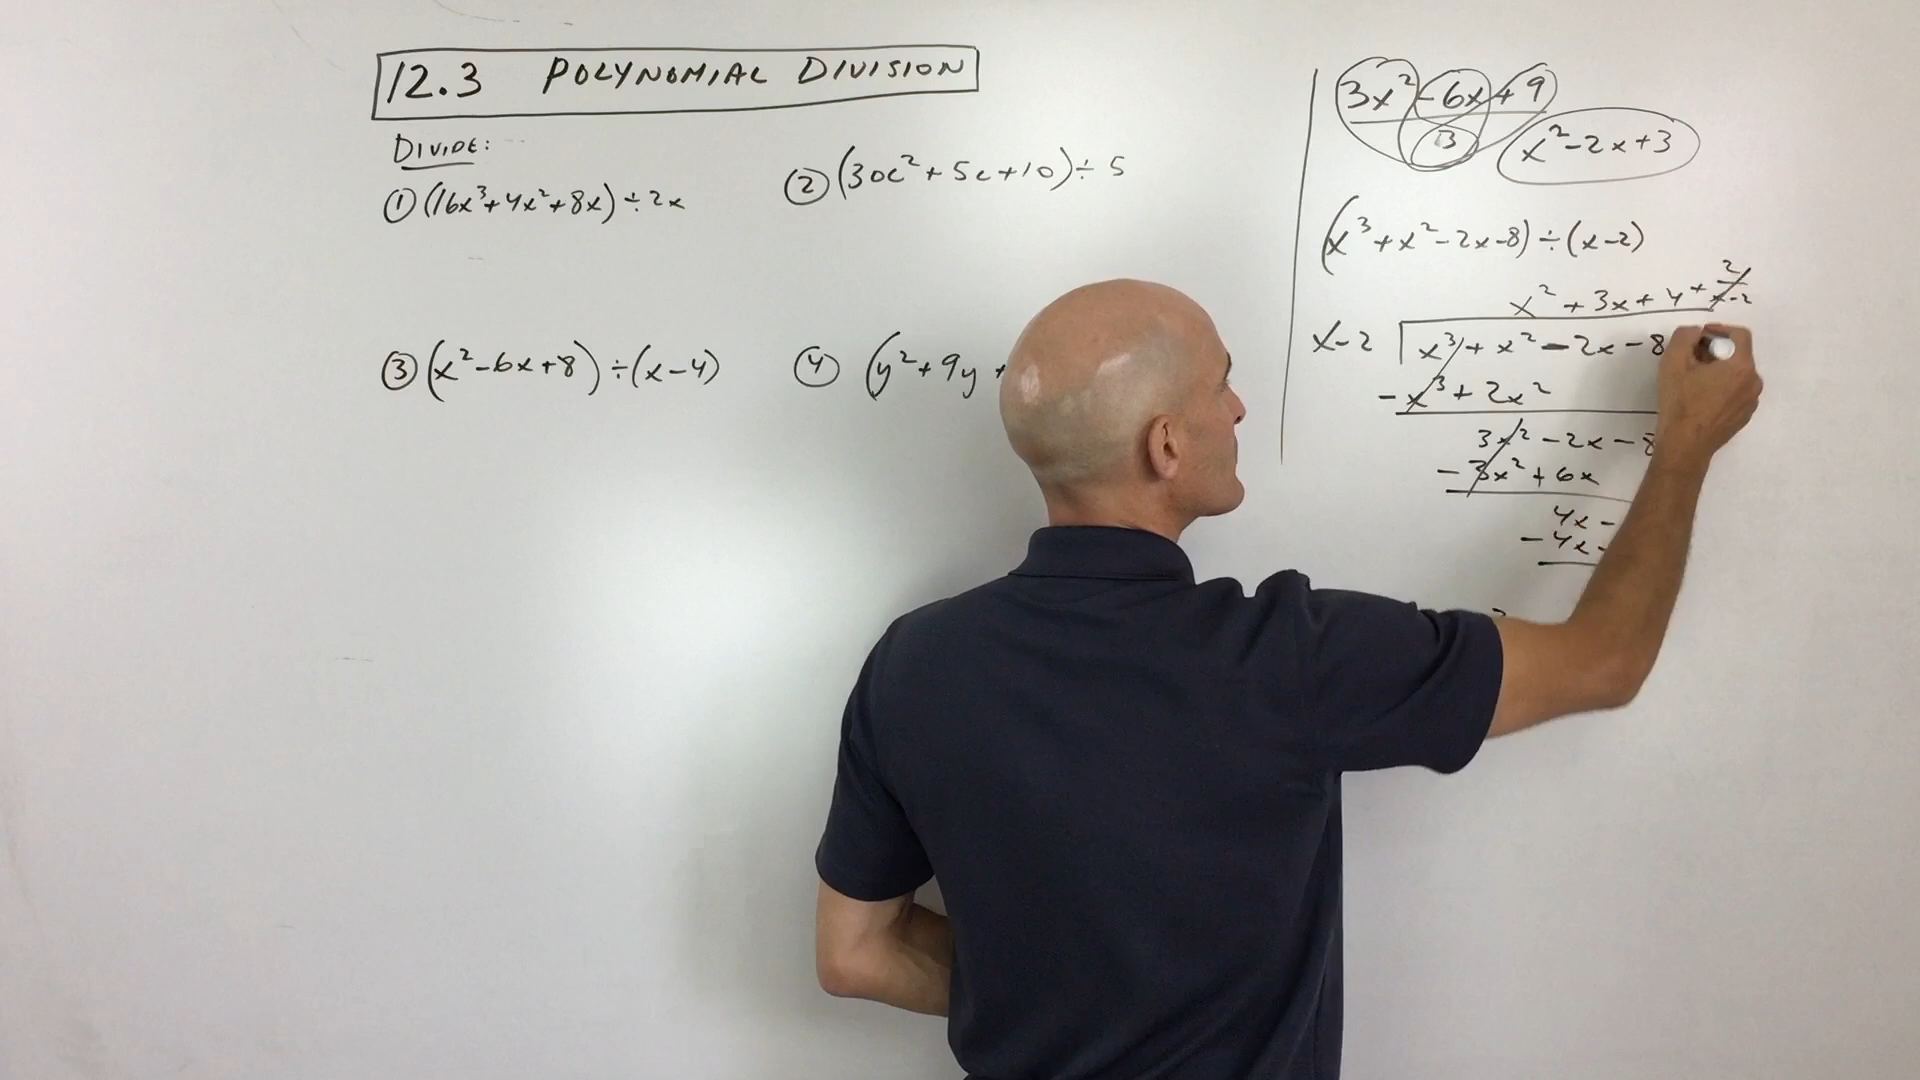 12.3 POLYNOMIAL DIVISION
DIVIDE:
① (16x³+4x²+8x)÷2x
② (30c²+5c+10)÷5
③ (x²-6x+8)÷(x-4)
④ (y²+9y+
3x²-6x+9
3
x²-2x+3
(x³+x²-2x-8)÷(x-2)
2
x²+3x+4+
x-2
x-2 x³+x²-2x-8
-x³+2x²
3x²-2x-8
-3x²+6x
4x-
-4x